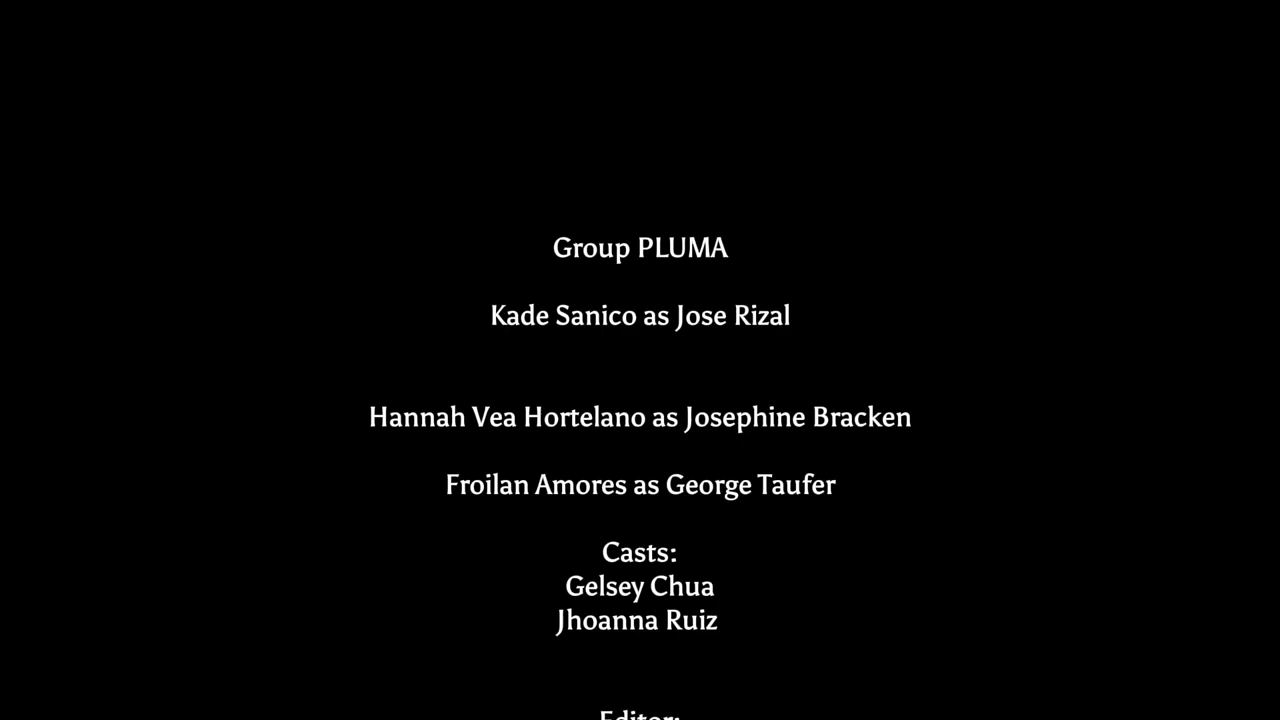 Group PLUMA
Kade Sanico as Jose Rizal
Hannah Vea Hortelano as Josephine Bracken
Froilan Amores as George Taufer
Casts:
Gelsey Chua
Jhoanna Ruiz
Editor: